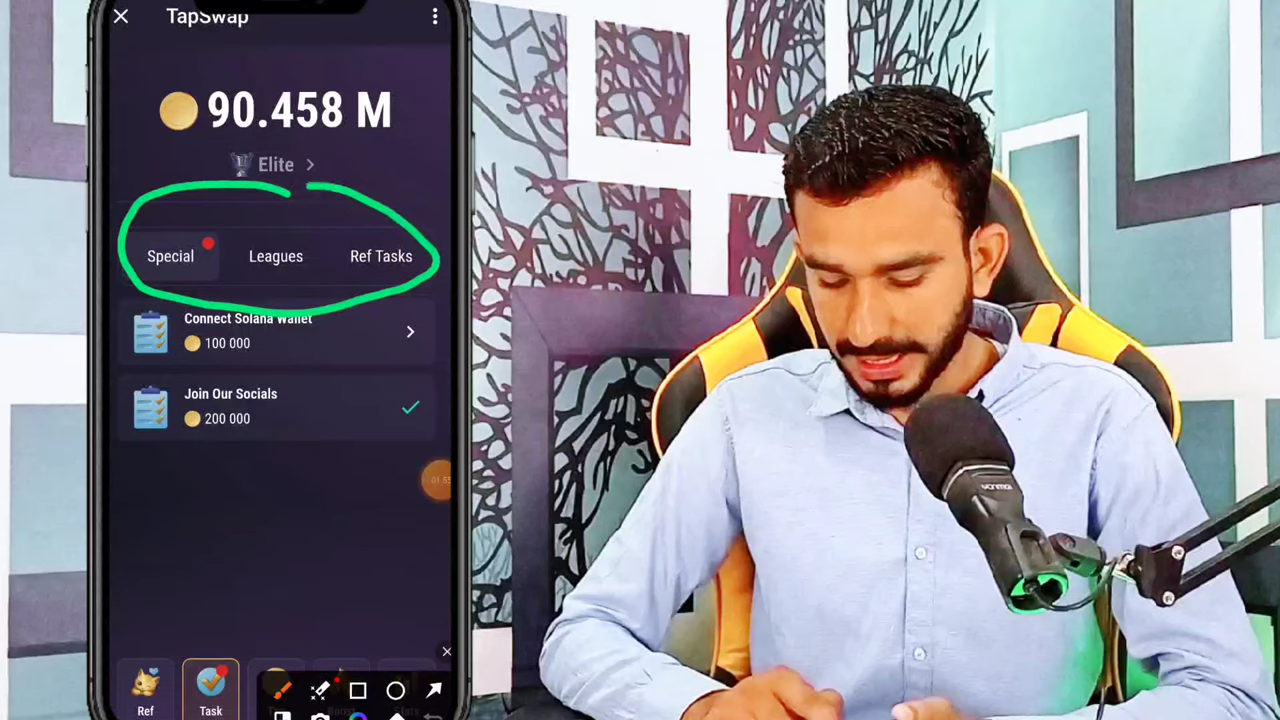 TapSwap
90.458 M
Elite
Special
Leagues
Ref Tasks
Connect Solana Wallet
100 000
Join Our Socials
200 000
Ref
Task